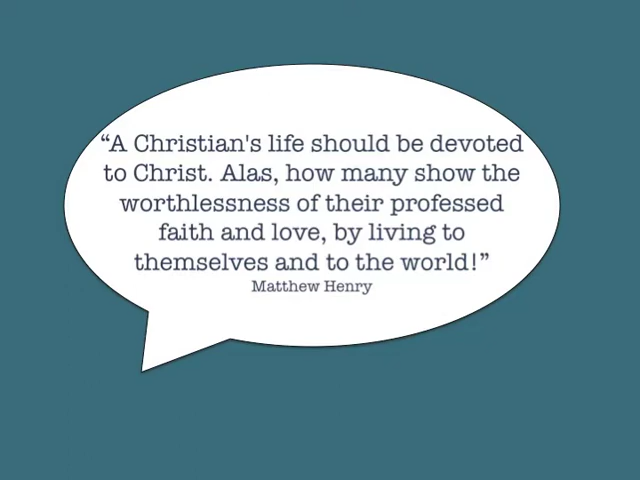 “A Christian's life should be devoted
to Christ. Alas, how many show the
worthlessness of their professed
faith and love, by living to
themselves and to the world!”
Matthew Henry